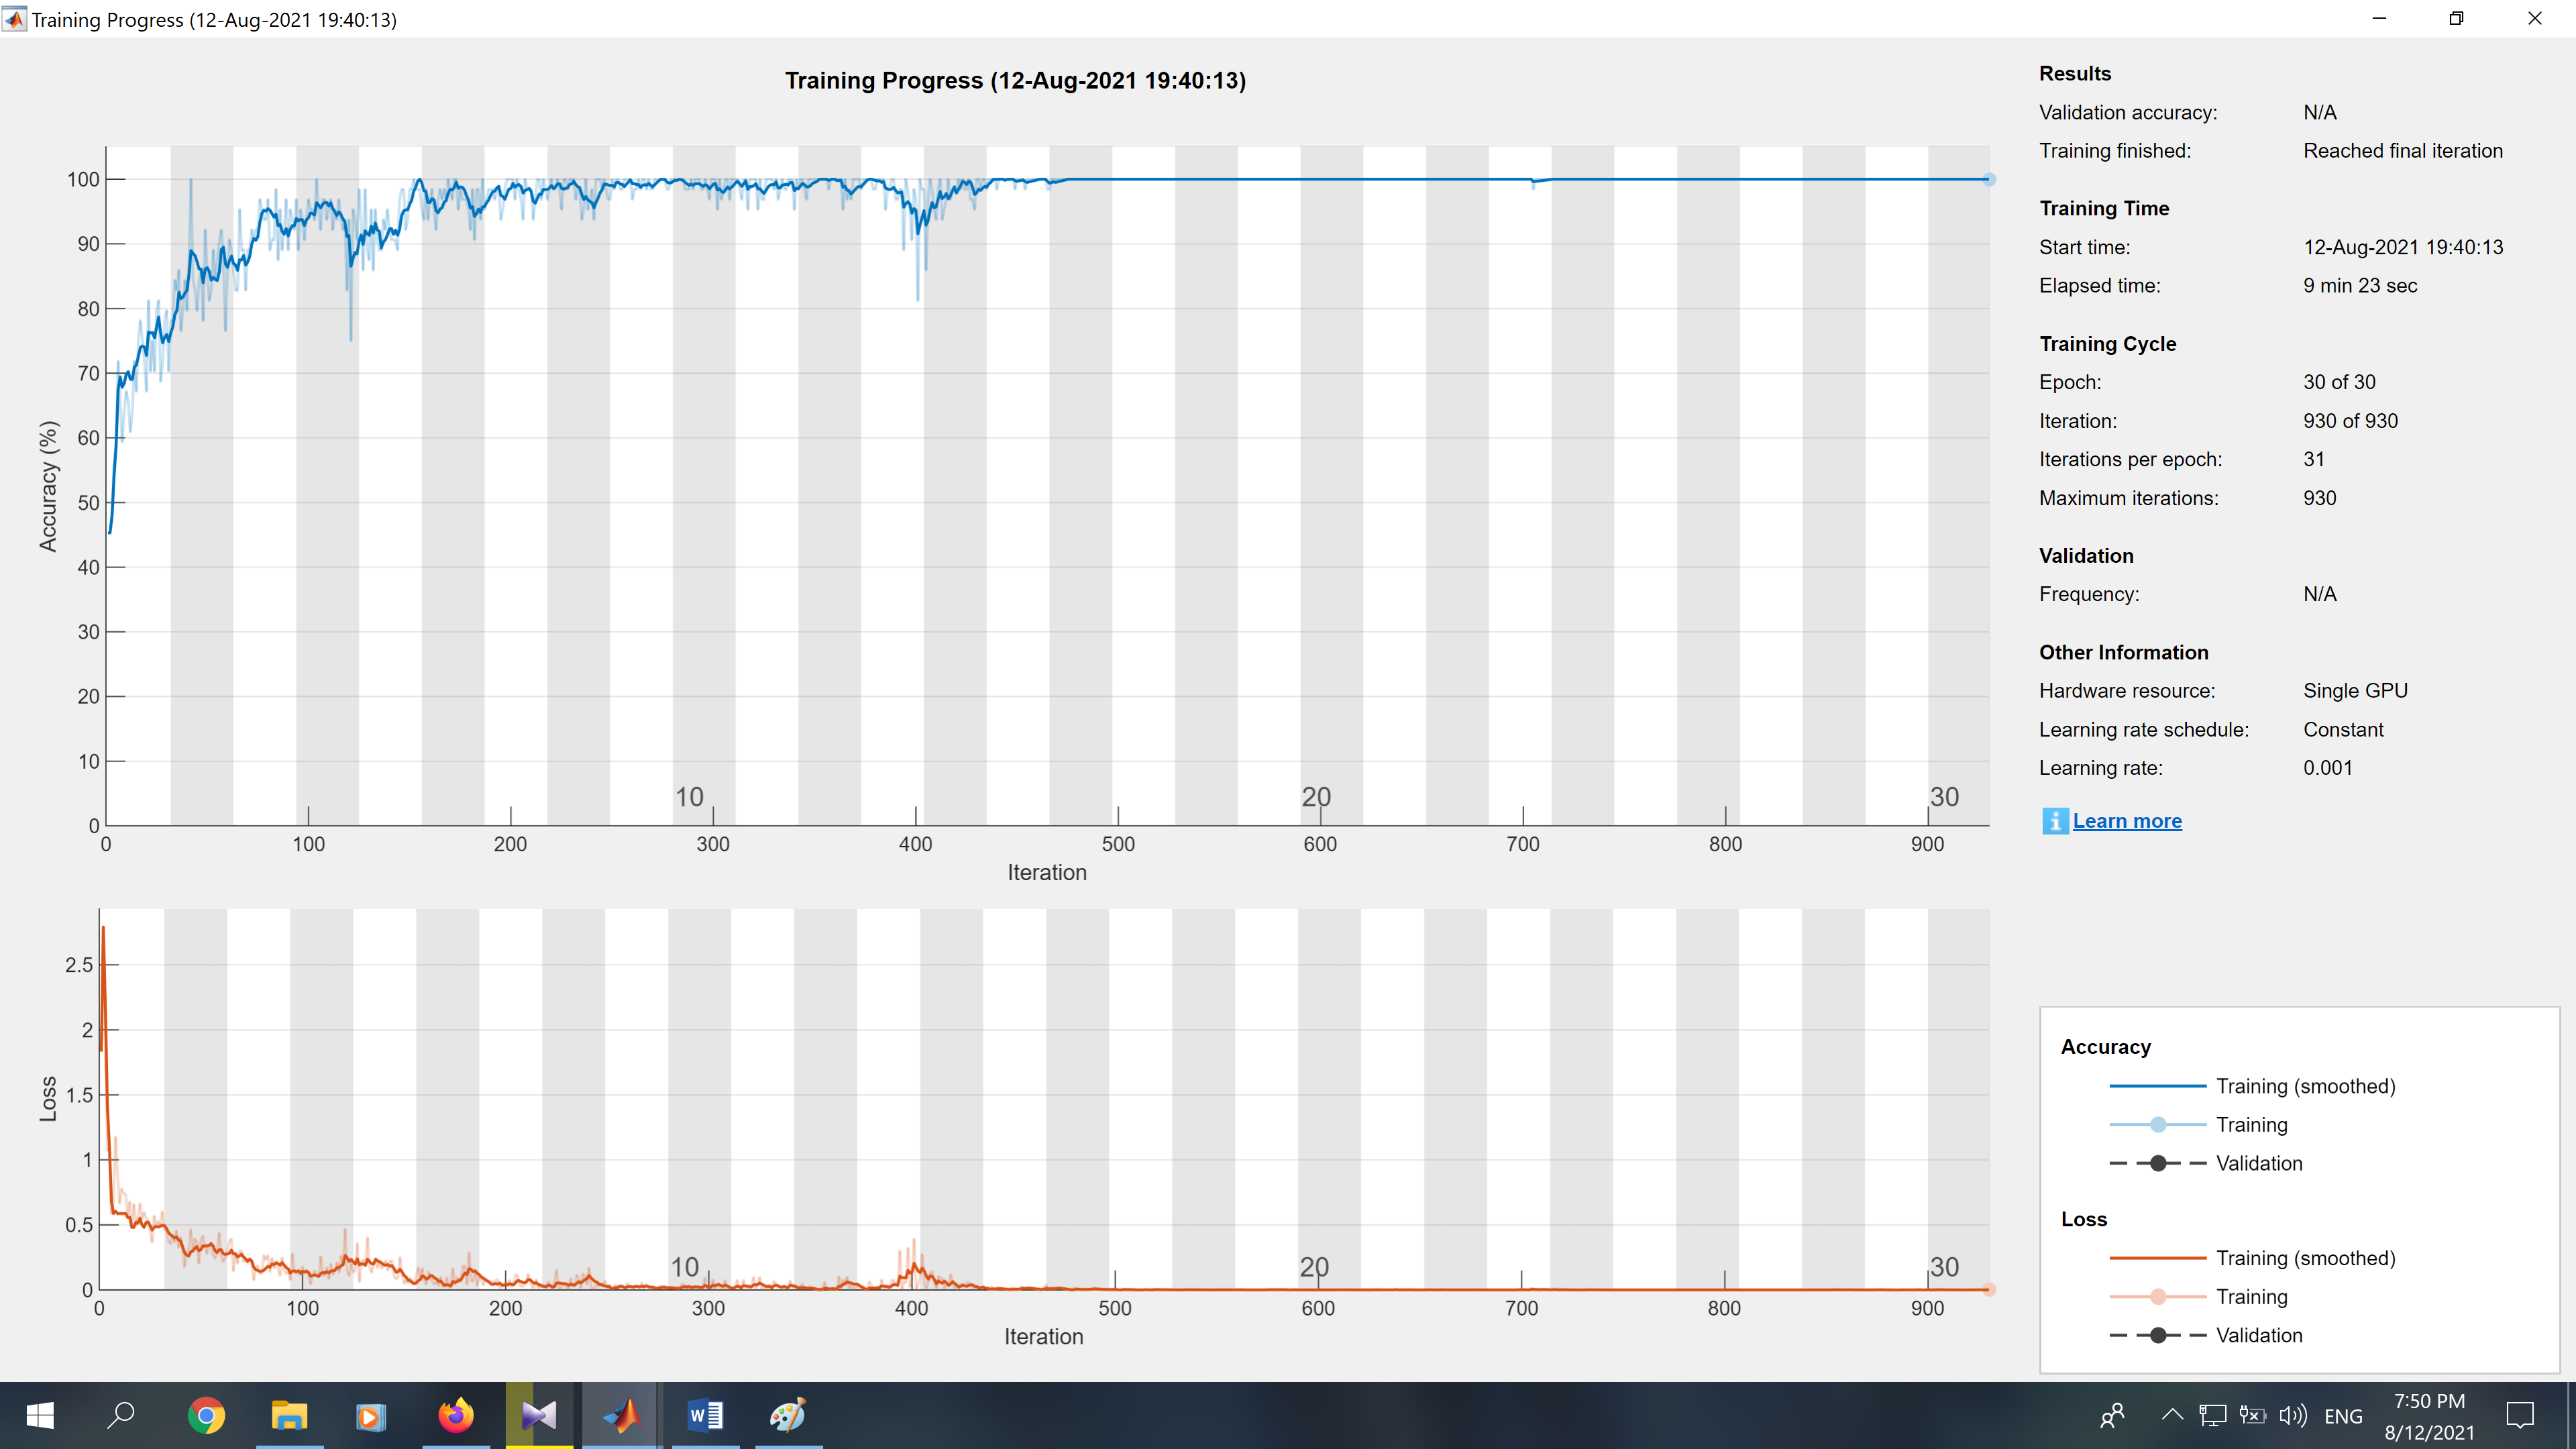 Training Progress (12-Aug-2021 19:40:13)
Training Progress (12-Aug-2021 19:40:13)
Accuracy (%)
100
90
80
70
60
50
40
30
20
10
0
10 20 30
0 100 200 300 400 500 600 700 800 900
Iteration
Loss
2.5
2
1.5
1
0.5
0
10 20 30
0 100 200 300 400 500 600 700 800 900
Iteration
Results
Validation accuracy: N/A
Training finished: Reached final iteration
Training Time
Start time: 12-Aug-2021 19:40:13
Elapsed time: 9 min 23 sec
Training Cycle
Epoch: 30 of 30
Iteration: 930 of 930
Iterations per epoch: 31
Maximum iterations: 930
Validation
Frequency: N/A
Other Information
Hardware resource: Single GPU
Learning rate schedule: Constant
Learning rate: 0.001
i Learn more
Accuracy
Training (smoothed)
Training
Validation
Loss
Training (smoothed)
Training
Validation
W
ENG
7:50 PM
8/12/2021